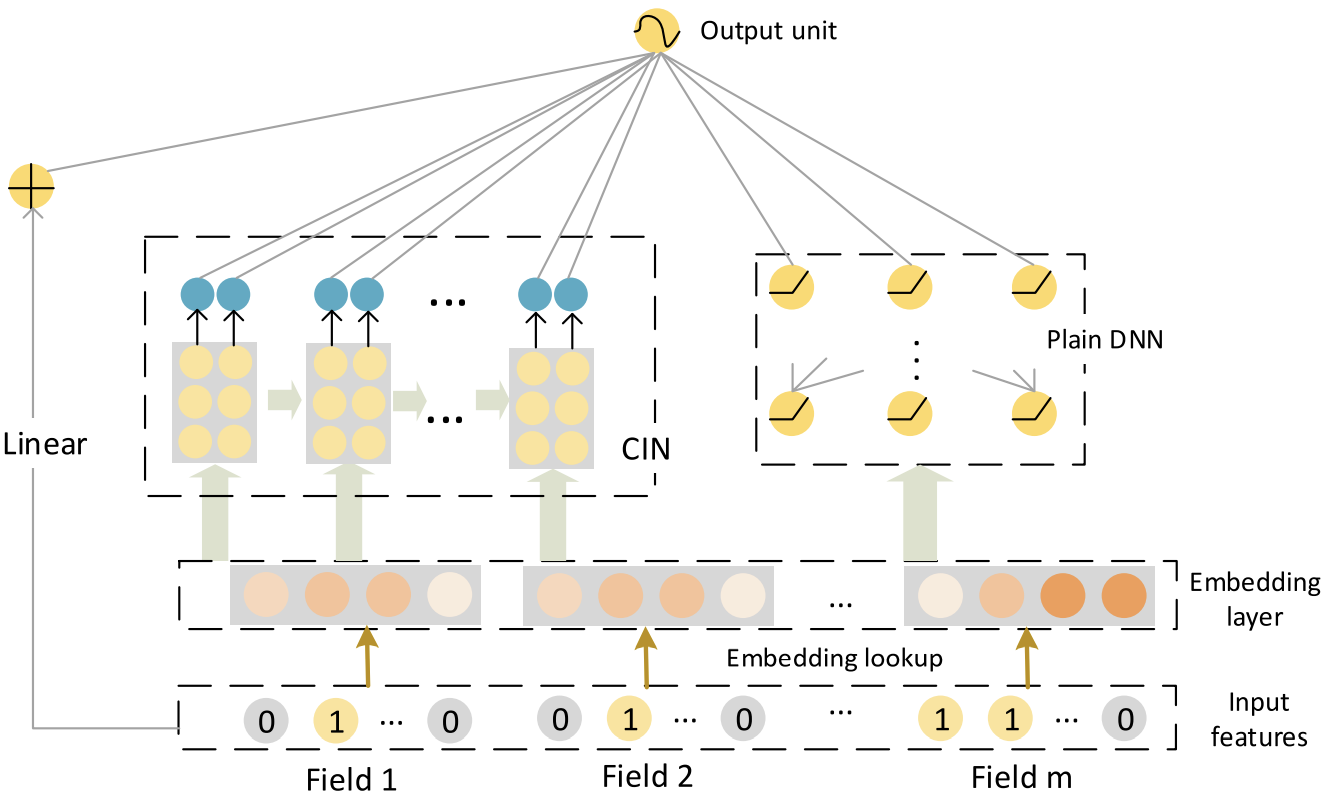 Output unit
...
Plain DNN
...
Linear
CIN
Embedding
layer
...
Embedding lookup
0 1 ... 0 0 1 ... 0 ... 1 1 ... 0
Input
features
Field 1 Field 2 Field m